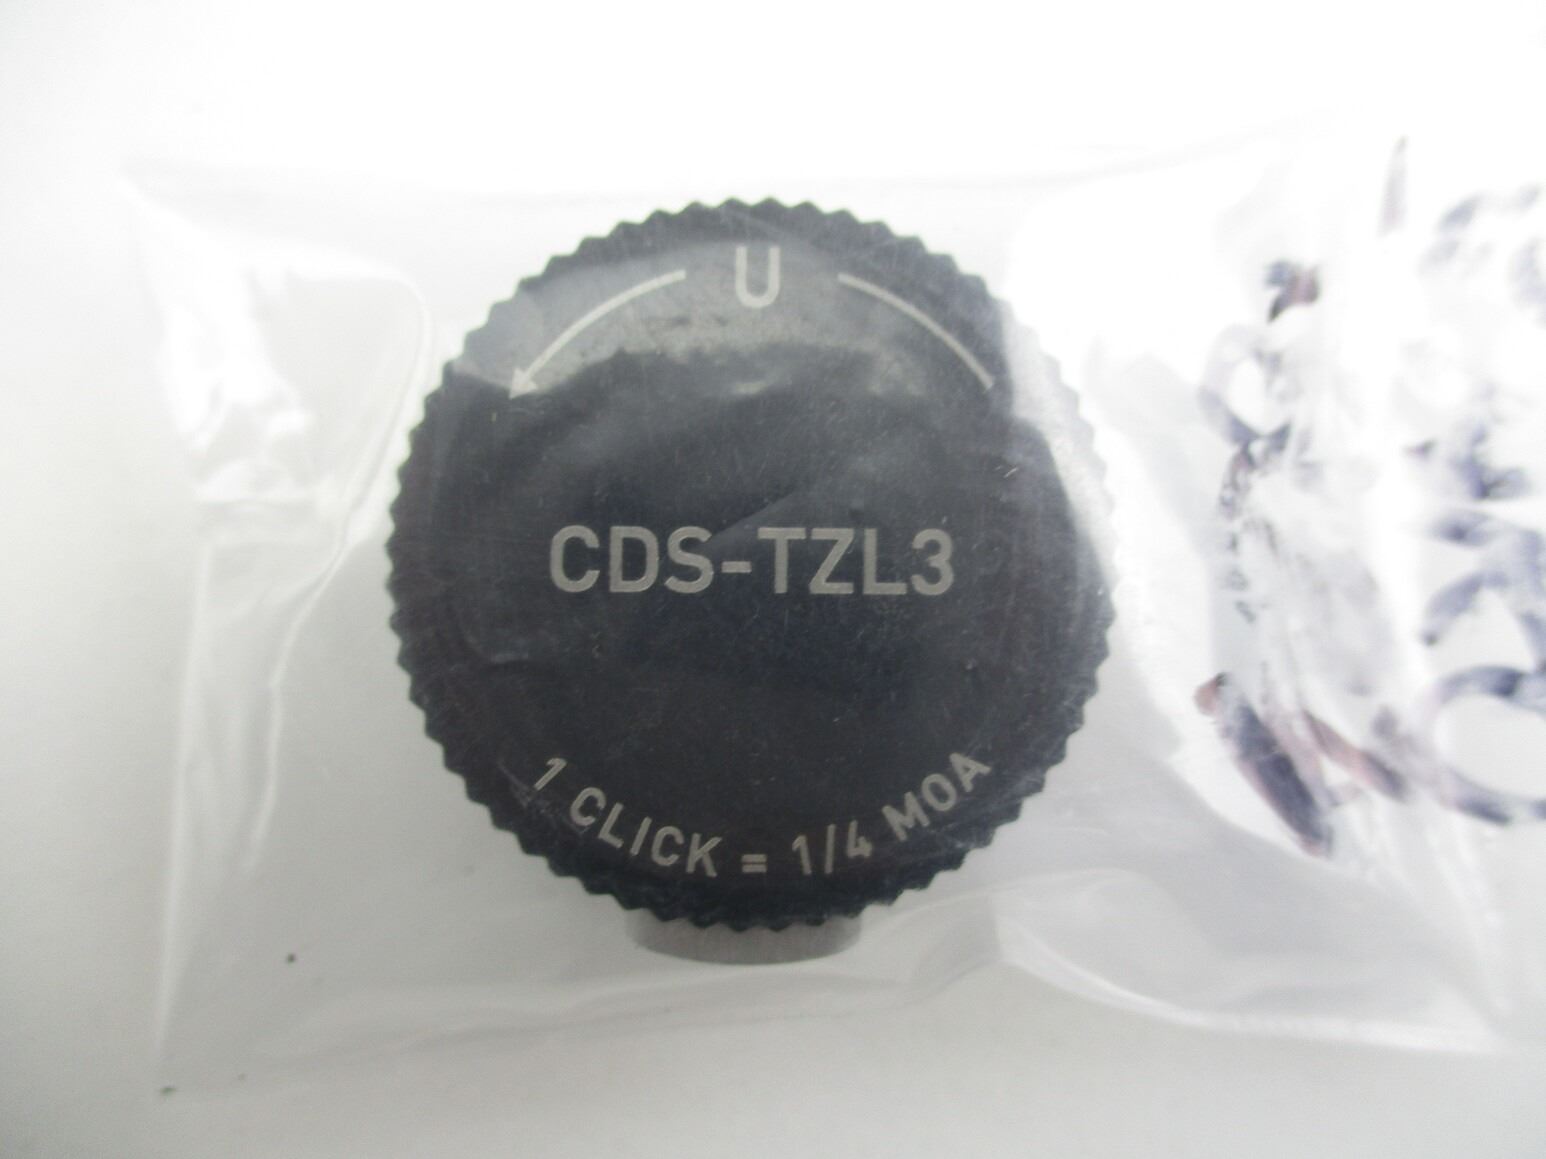 U
CDS-TZL3
1 CLICK = 1/4 MOA